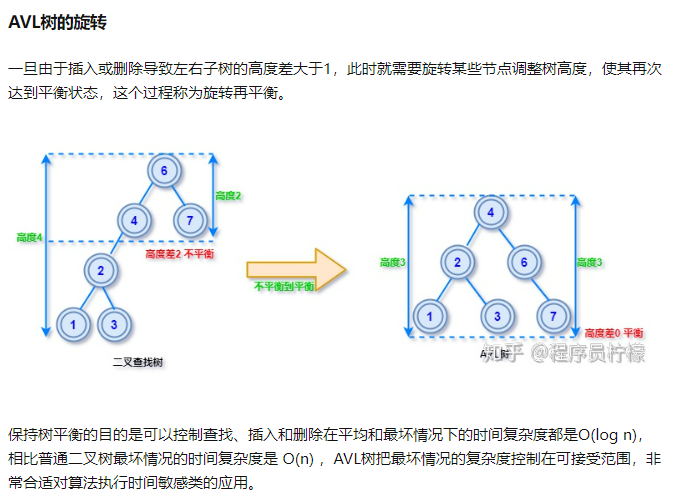 AVL树的旋转
一旦由于插入或删除导致左右子树的高度差大于1，此时就需要旋转某些节点调整树高度，使其再次
达到平衡状态，这个过程称为旋转再平衡。
6
高度2
4
7
高度4
高度差2 不平衡
2
1
3
二叉查找树
不平衡到平衡
4
高度3
2
6
高度3
1
3
7
高度差0 平衡
AVL树
知乎 @程序员柠檬
保持树平衡的目的是可以控制查找、插入和删除在平均和最坏情况下的时间复杂度都是O(log n)，
相比普通二叉树最坏情况的时间复杂度是 O(n) ，AVL树把最坏情况的复杂度控制在可接受范围，非
常合适对算法执行时间敏感类的应用。